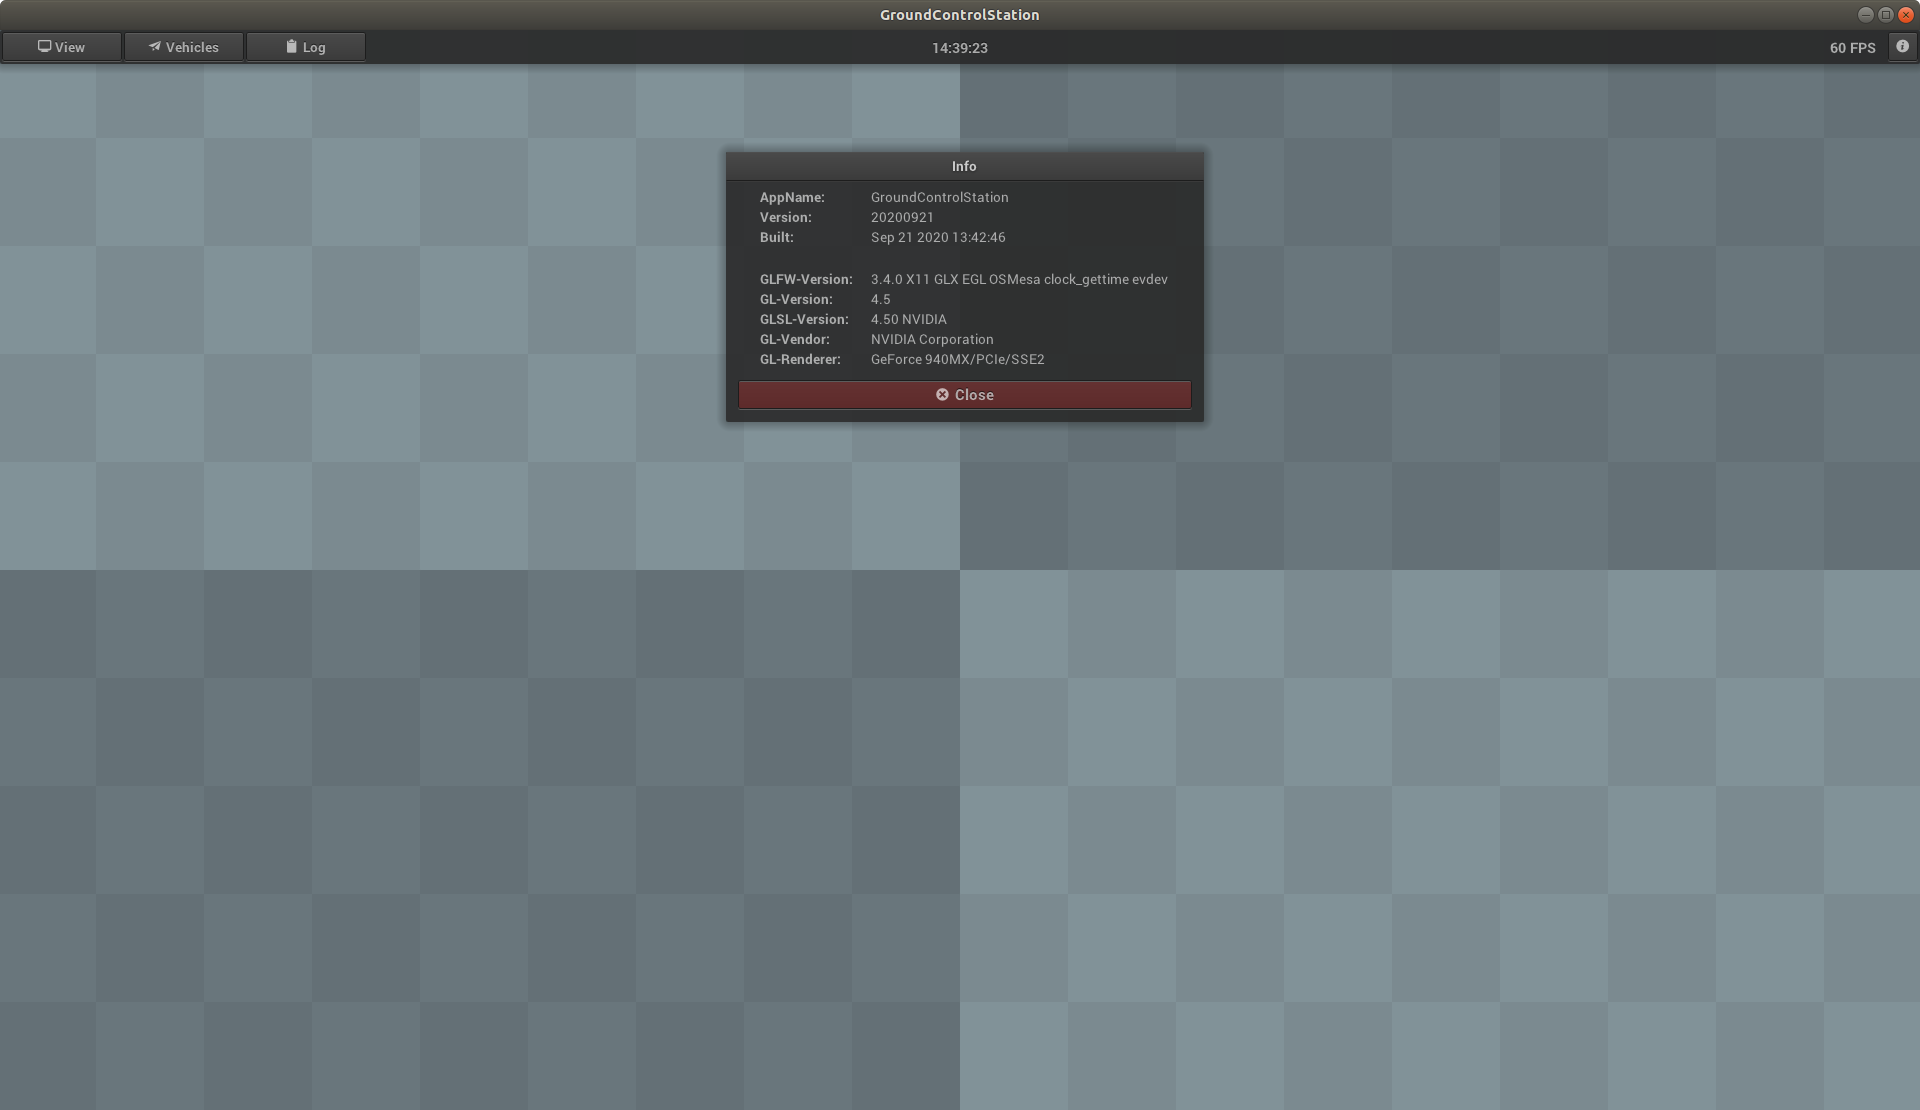 GroundControlStation
View Vehicles Log 14:39:23 60 FPS
Info
AppName: GroundControlStation
Version: 20200921
Built: Sep 21 2020 13:42:46
GLFW-Version: 3.4.0 X11 GLX EGL OSMesa clock_gettime evdev
GL-Version: 4.5
GLSL-Version: 4.50 NVIDIA
GL-Vendor: NVIDIA Corporation
GL-Renderer: GeForce 940MX/PCIe/SSE2
Close